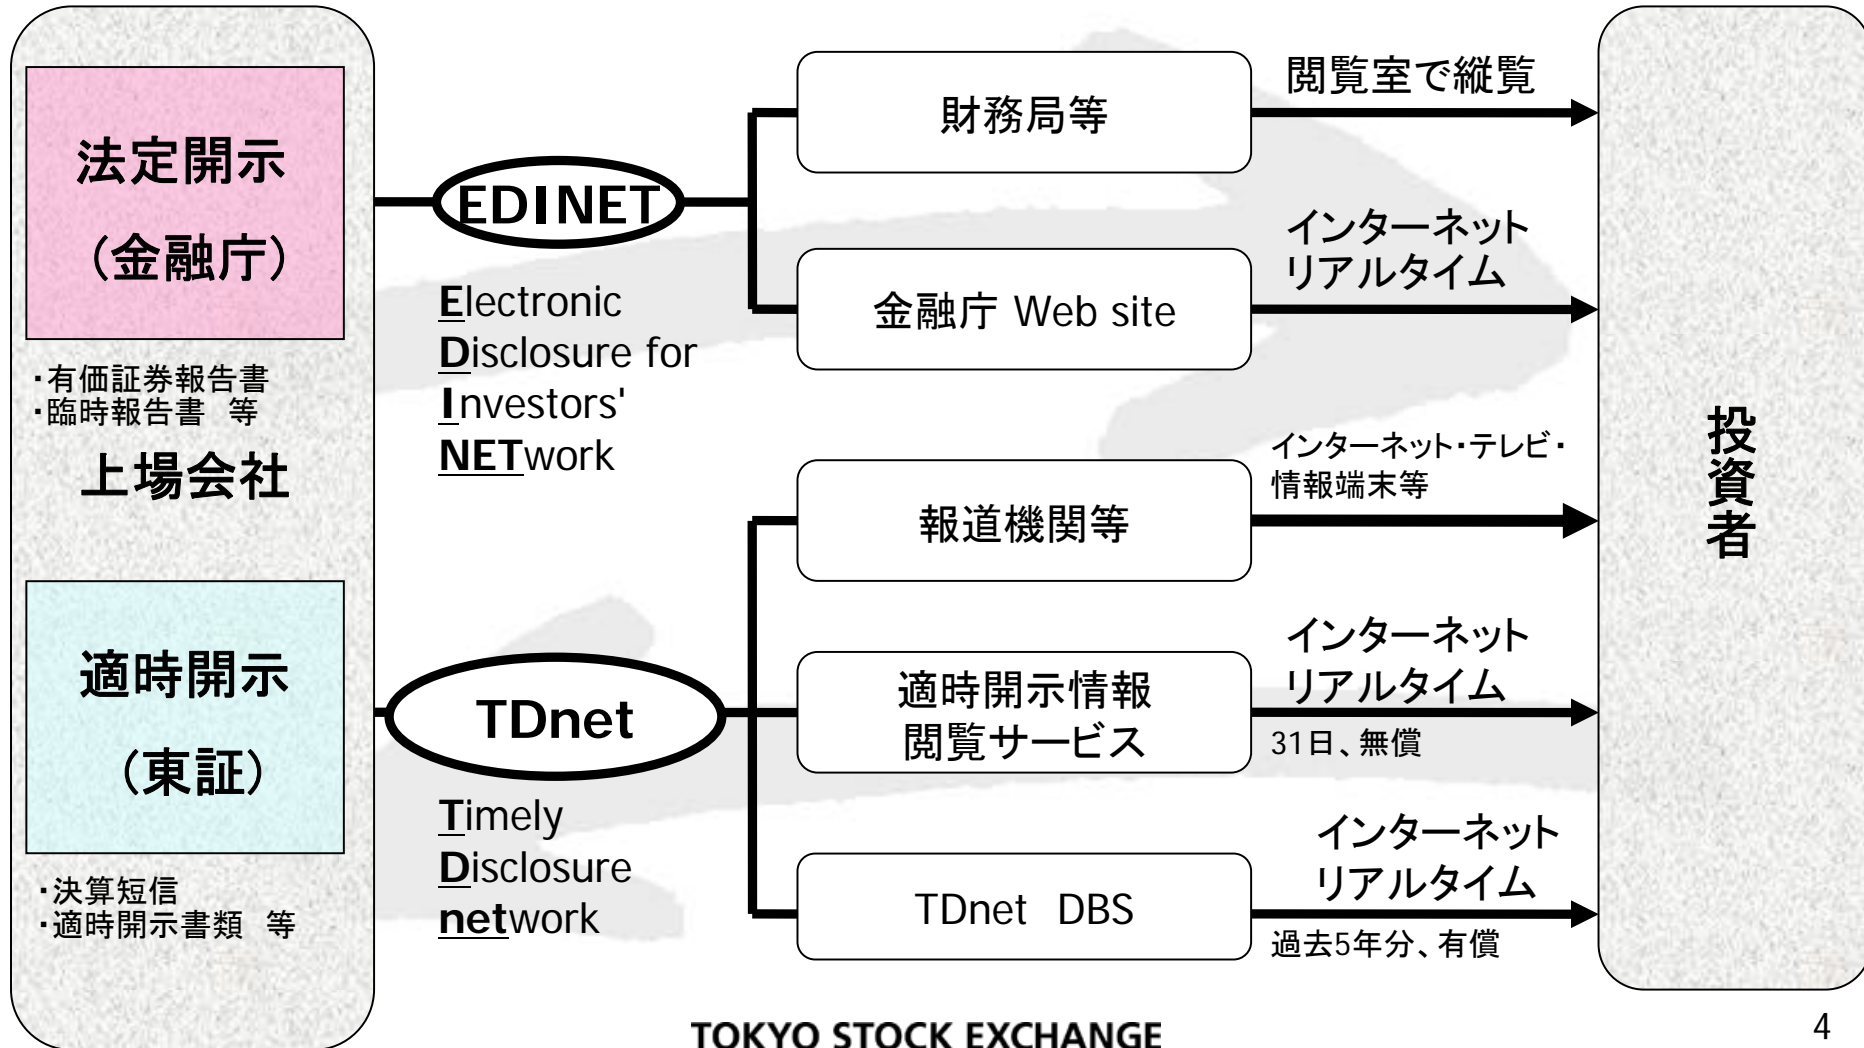 法定開示
(金融庁)
・有価証券報告書
・臨時報告書 等
上場会社
適時開示
(東証)
・決算短信
・適時開示書類 等
EDINET
Electronic
Disclosure for
Investors'
NETwork
TDnet
Timely
Disclosure
network
財務局等
閲覧室で縦覧
金融庁 Web site
インターネット
リアルタイム
報道機関等
インターネット・テレビ・
情報端末等
適時開示情報
閲覧サービス
インターネット
リアルタイム
31日、無償
TDnet DBS
インターネット
リアルタイム
過去5年分、有償
投資者
TOKYO STOCK EXCHANGE
4